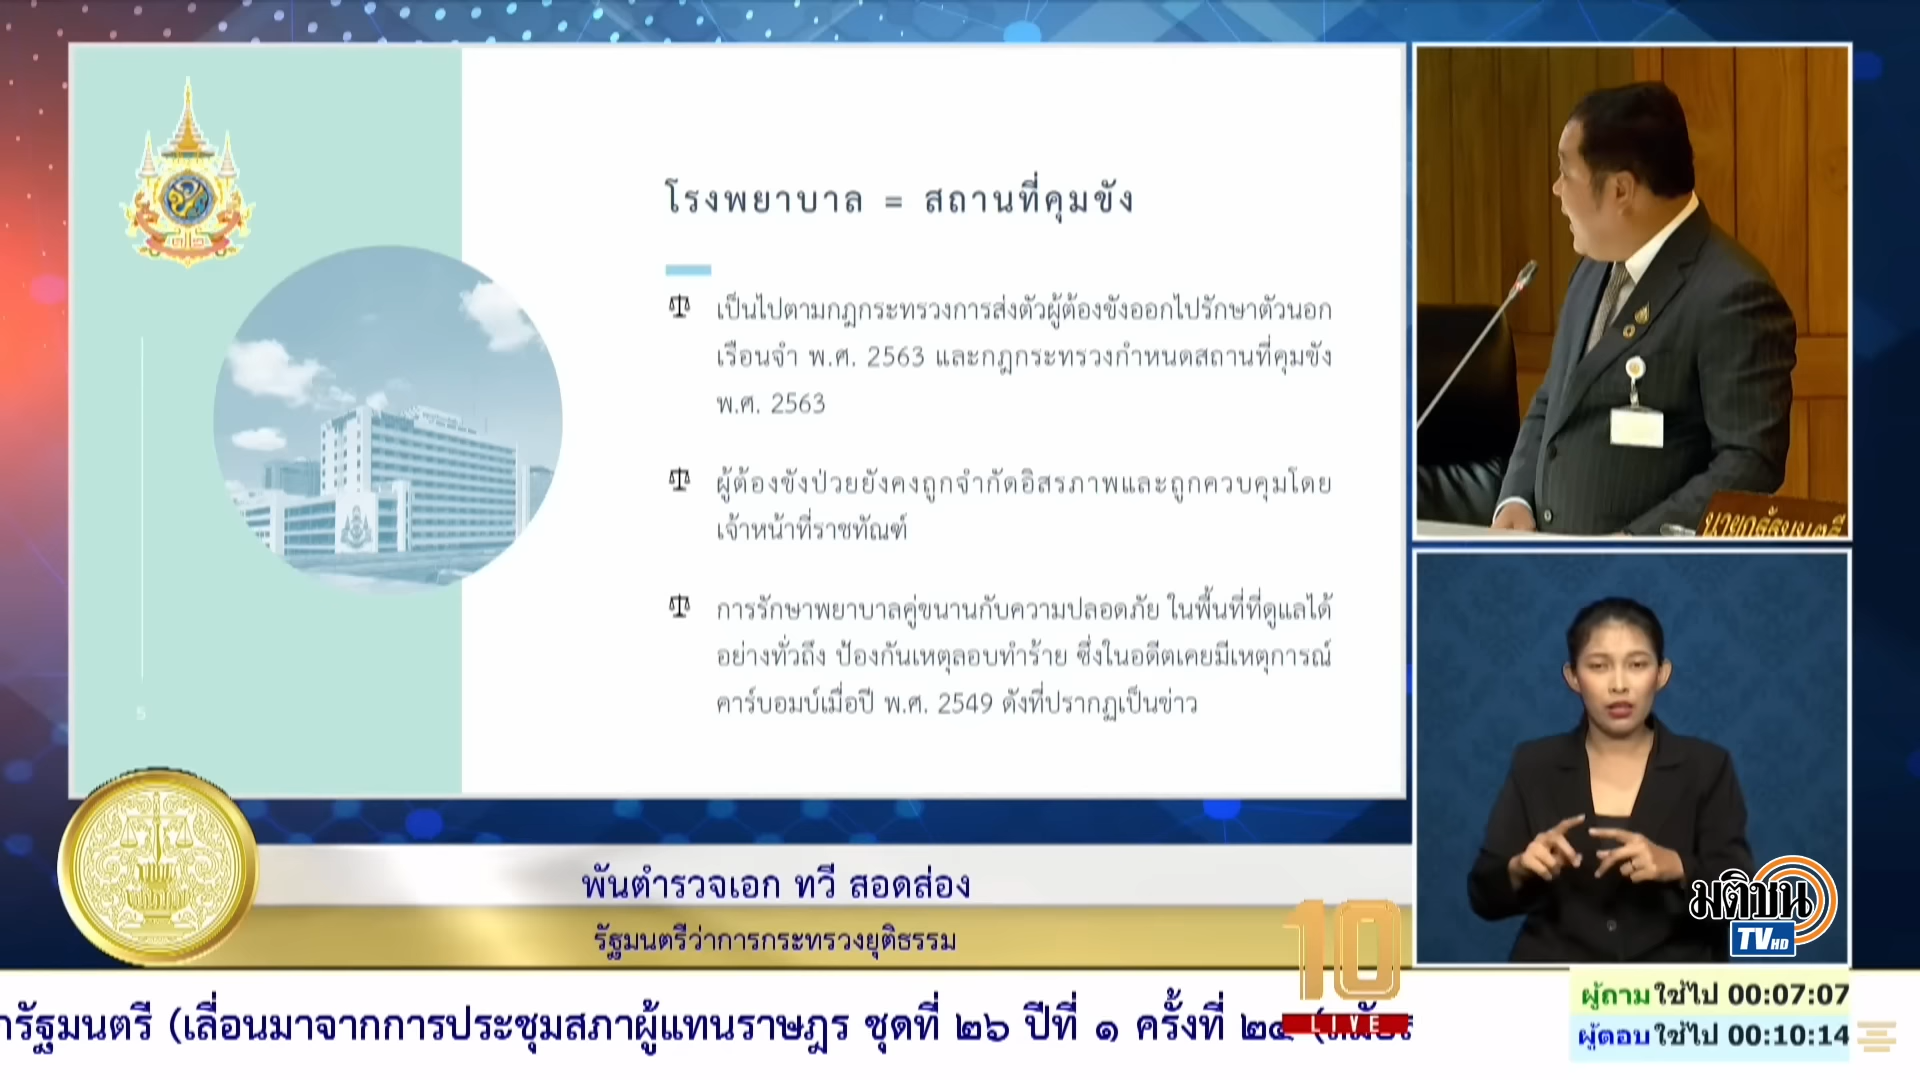 โรงพยาบาล = สถานที่คุมขัง
เป็นไปตามกฎกระทรวงการส่งตัวผู้ต้องขังออกไปรักษาตัวนอก
เรือนจำ พ.ศ. 2563 และกฎกระทรวงกำหนดสถานที่คุมขัง
พ.ศ. 2563
ผู้ต้องขังป่วยยังคงถูกจำกัดอิสรภาพและถูกควบคุมโดย
เจ้าหน้าที่ราชทัณฑ์
การรักษาพยาบาลคู่ขนานกับความปลอดภัย ในพื้นที่ที่ดูแลได้
อย่างทั่วถึง ป้องกันเหตุลอบทำร้าย ซึ่งในอดีตเคยมีเหตุการณ์
คาร์บอมบ์เมื่อปี พ.ศ. 2549 ดังที่ปรากฏเป็นข่าว
5
นายกรัฐมนตรี
พันตำรวจเอก ทวี สอดส่อง
รัฐมนตรีว่าการกระทรวงยุติธรรม
10
LIVE
มติชน
TV HD
รัฐมนตรี (เลื่อนมาจากการประชุมสภาผู้แทนราษฎร ชุดที่ ๒๖ ปีที่ ๑ ครั้งที่ ๒๔
ผู้ถาม ใช้ไป 00:07:07
ผู้ตอบ ใช้ไป 00:10:14